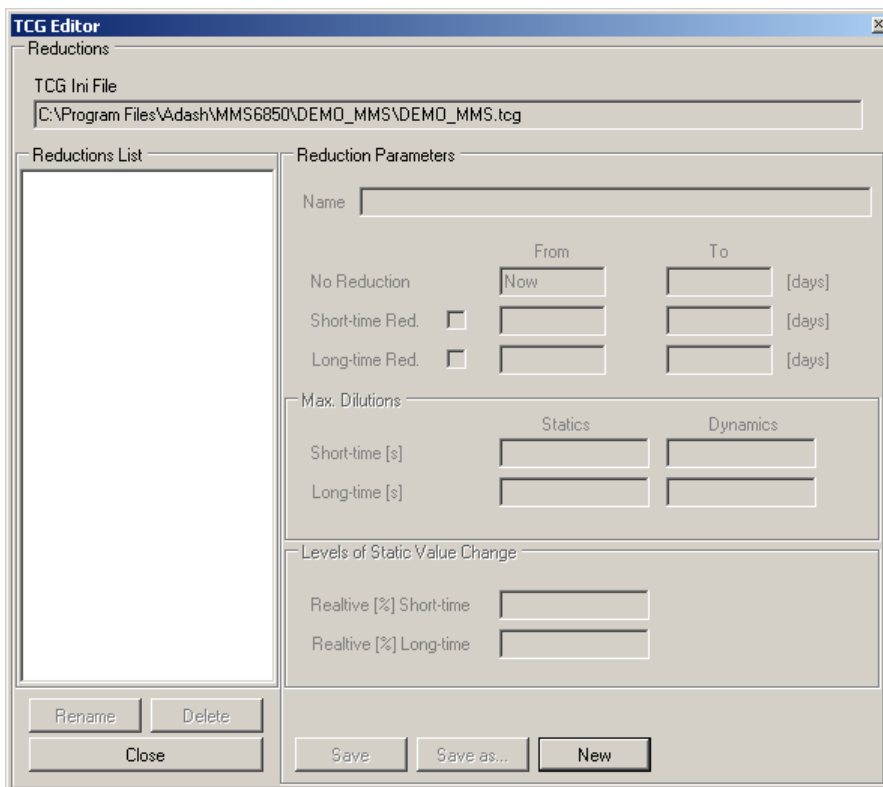 TCG Editor
Reductions
TCG Ini File
C:\Program Files\Adash\MMS6850\DEMO_MMS\DEMO_MMS.tcg
Reductions List
Reduction Parameters
Name
From To
No Reduction Now [days]
Short-time Red. [days]
Long-time Red. [days]
Max. Dilutions
Statics Dynamics
Short-time [s]
Long-time [s]
Levels of Static Value Change
Realtive [%] Short-time
Realtive [%] Long-time
Rename Delete
Close Save Save as... New